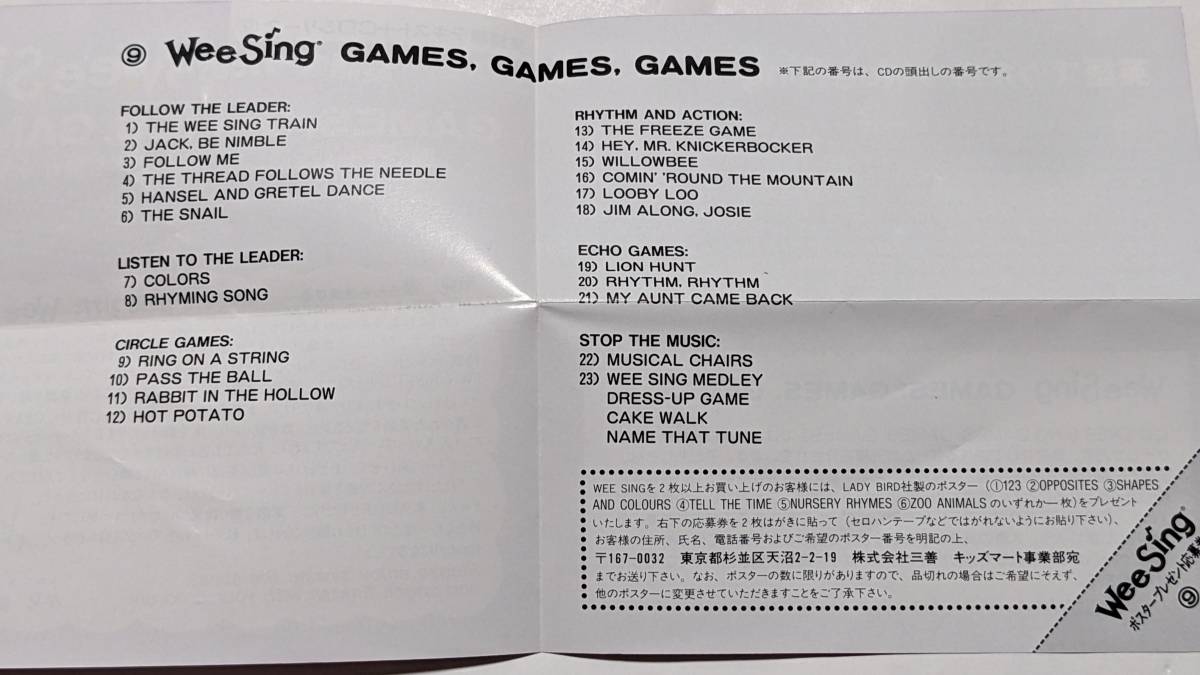 ⑨ WeeSing® GAMES, GAMES, GAMES ※下記の番号は、CDの頭出しの番号です。
FOLLOW THE LEADER:
1) THE WEE SING TRAIN
2) JACK, BE NIMBLE
3) FOLLOW ME
4) THE THREAD FOLLOWS THE NEEDLE
5) HANSEL AND GRETEL DANCE
6) THE SNAIL
LISTEN TO THE LEADER:
7) COLORS
8) RHYMING SONG
CIRCLE GAMES:
9) RING ON A STRING
10) PASS THE BALL
11) RABBIT IN THE HOLLOW
12) HOT POTATO
RHYTHM AND ACTION:
13) THE FREEZE GAME
14) HEY, MR. KNICKERBOCKER
15) WILLOWBEE
16) COMIN' 'ROUND THE MOUNTAIN
17) LOOBY LOO
18) JIM ALONG, JOSIE
ECHO GAMES:
19) LION HUNT
20) RHYTHM, RHYTHM
21) MY AUNT CAME BACK
STOP THE MUSIC:
22) MUSICAL CHAIRS
23) WEE SING MEDLEY
DRESS-UP GAME
CAKE WALK
NAME THAT TUNE
WEE SINGを2枚以上お買い上げのお客様には、LADY BIRD社製のポスター(①123 ②OPPOSITES ③SHAPES
AND COLOURS ④TELL THE TIME ⑤NURSERY RHYMES ⑥ZOO ANIMALSのいずれか一枚)をプレゼント
いたします。右下の応募券を2枚はがきに貼って(セロハンテープなどではがれないようにお貼り下さい)、
お客様の住所、氏名、電話番号およびご希望のポスター番号を明記の上、
〒167-0032 東京都杉並区天沼2-2-19 株式会社三善 キッズマート事業部宛
までお送り下さい。なお、ポスターの数に限りがありますので、品切れの場合はご希望にそえず、
他のポスターに変更させていただきますことをご了承下さい。
WeeSing®
ポスタープレゼント応募券
⑨